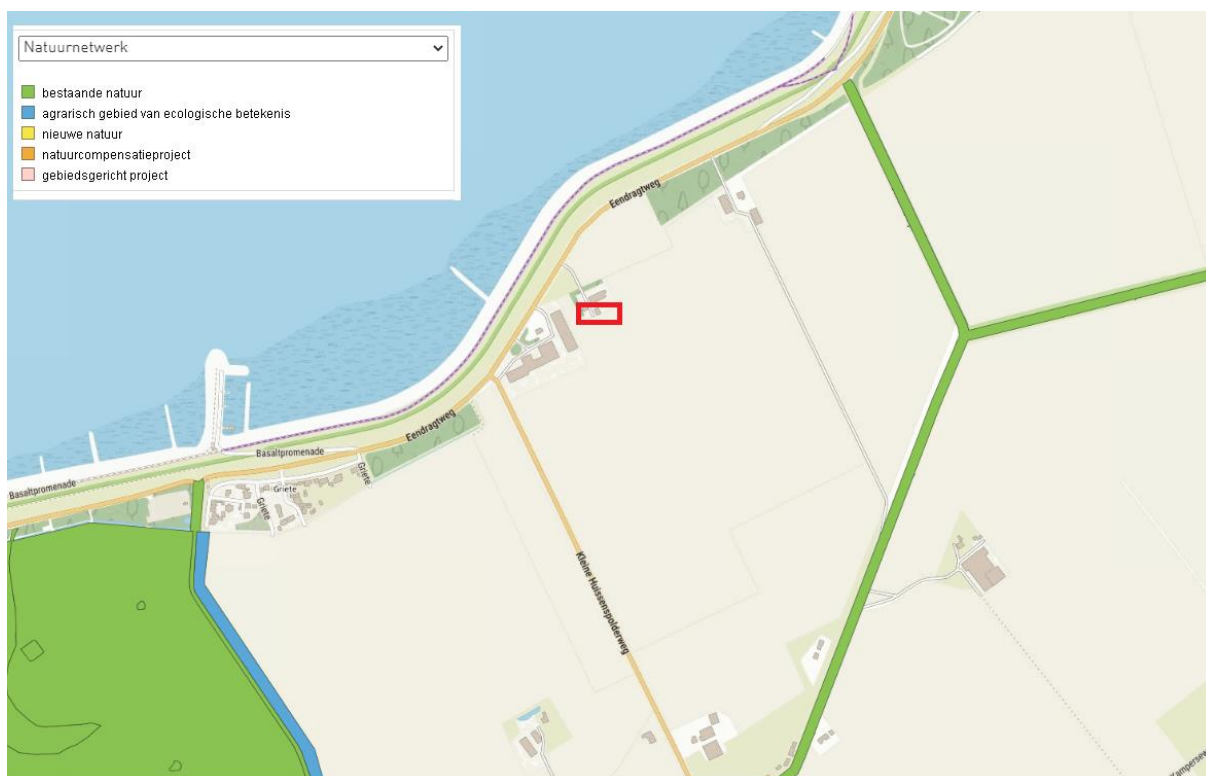 Natuurnetwerk
bestaande natuur
agrarisch gebied van ecologische betekenis
nieuwe natuur
natuurcompensatieproject
gebiedsgericht project
Eendragtweg
Eendragtweg
Basaltpromenade
Basaltpromenade
Griete
Griete
Griete
Kleine Huissenspolderweg